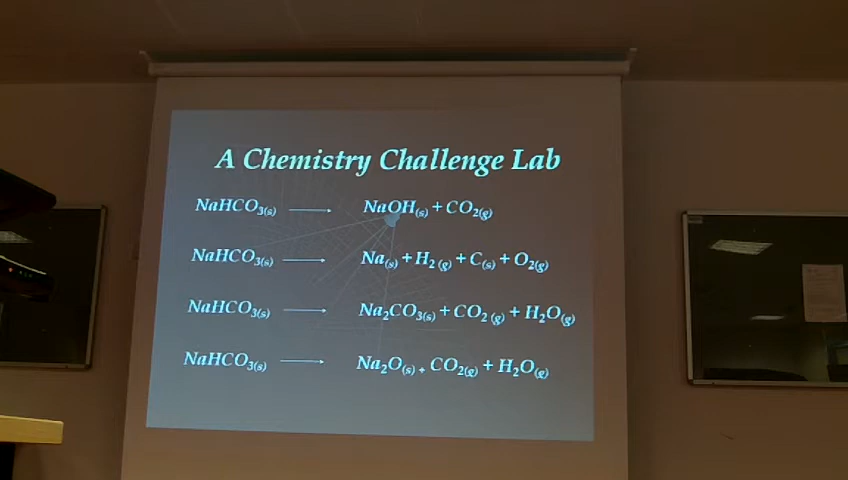 A Chemistry Challenge Lab
NaHCO₃₍ₛ₎ → NaOH₍ₛ₎ + CO₂₍g₎
NaHCO₃₍ₛ₎ → Na₍ₛ₎ + H₂ ₍g₎ + C₍ₛ₎ + O₂₍g₎
NaHCO₃₍ₛ₎ → Na₂CO₃₍ₛ₎ + CO₂ ₍g₎ + H₂O₍g₎
NaHCO₃₍ₛ₎ → Na₂O₍ₛ₎ ₊ CO₂₍g₎ + H₂O₍g₎